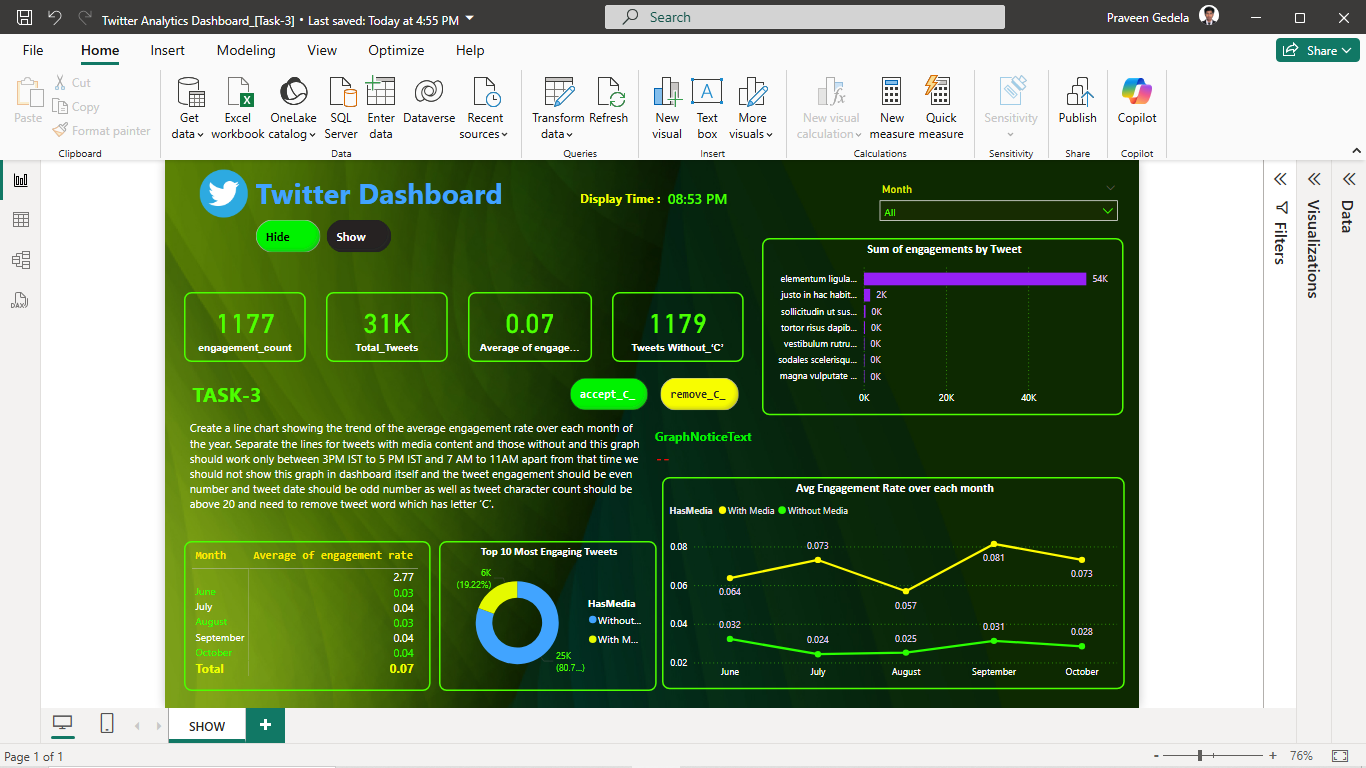 Twitter Analytics Dashboard_[Task-3] • Last saved: Today at 4:55 PM
Search
Praveen Gedela
File Home Insert Modeling View Optimize Help
Share
Paste
Cut
Copy
Format painter
Clipboard
Get data
Excel workbook
OneLake catalog
SQL Server
Enter data
Dataverse
Recent sources
Data
Transform data
Refresh
Queries
New visual
Text box
More visuals
Insert
New visual calculation
New measure
Quick measure
Calculations
Sensitivity
Sensitivity
Publish
Share
Copilot
Copilot
DAX
Twitter Dashboard
Hide
Show
Display Time : 08:53 PM
Month
All
1177
engagement_count
31K
Total_Tweets
0.07
Average of engage...
1179
Tweets Without_‘C’
Sum of engagements by Tweet
elementum ligula... 54K
justo in hac habit... 2K
sollicitudin ut sus... 0K
tortor risus dapib... 0K
vestibulum rutru... 0K
sodales scelerisqu... 0K
magna vulputate ... 0K
0K 20K 40K
TASK-3
accept_C_
remove_C_
Create a line chart showing the trend of the average engagement rate over each month of
the year. Separate the lines for tweets with media content and those without and this graph
should work only between 3PM IST to 5 PM IST and 7 AM to 11AM apart from that time we
should not show this graph in dashboard itself and the tweet engagement should be even
number and tweet date should be odd number as well as tweet character count should be
above 20 and need to remove tweet word which has letter ‘C’.
GraphNoticeText
--
Month Average of engagement rate
2.77
June 0.03
July 0.04
August 0.03
September 0.04
October 0.04
Total 0.07
Top 10 Most Engaging Tweets
6K
(19.22%)
25K
(80.7...)
HasMedia
Without...
With M...
Avg Engagement Rate over each month
HasMedia With Media Without Media
0.08
0.06
0.04
0.02
0.064 0.073 0.057 0.081 0.073
0.032 0.024 0.025 0.031 0.028
June July August September October
Filters
Visualizations
Data
SHOW
+
Page 1 of 1
- + 76%